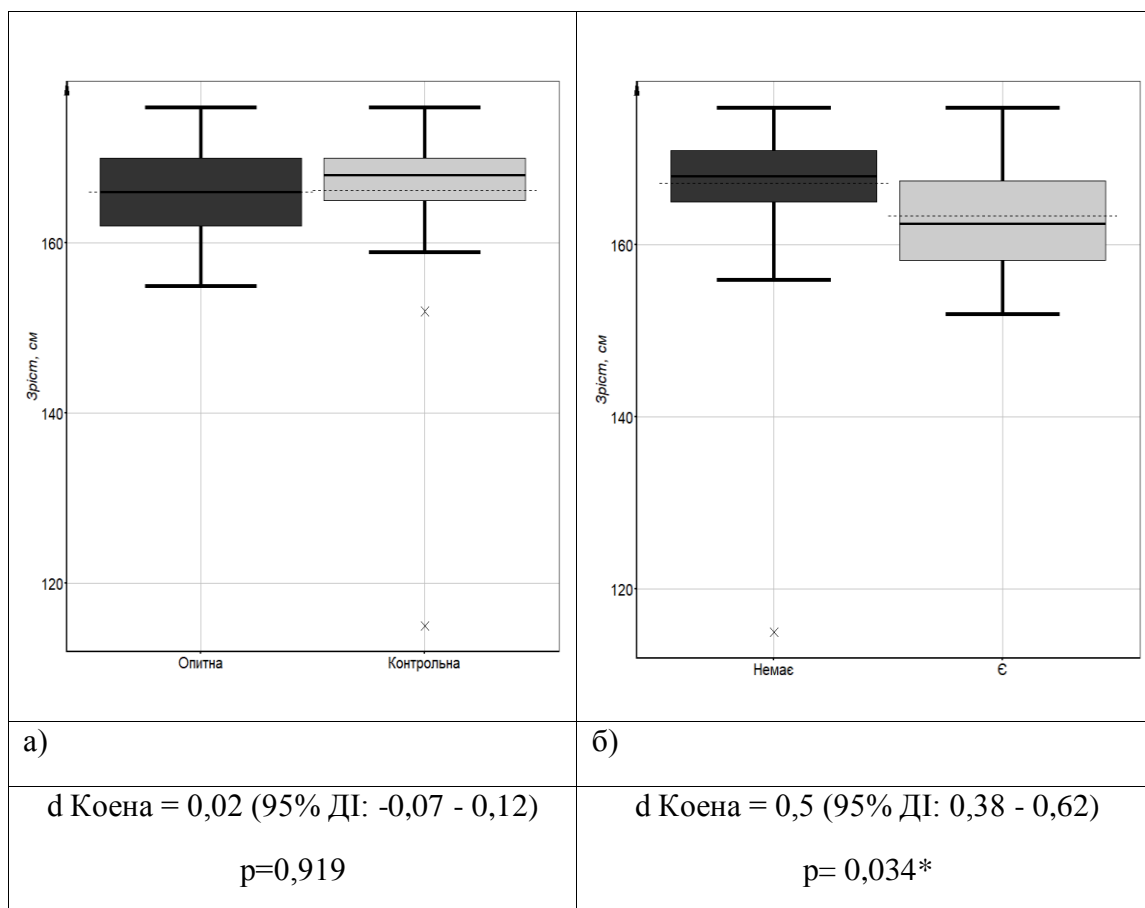 Зріст, см
160
140
120
Опитна
Контрольна
Зріст, см
160
140
120
Немає
Є
а)
б)
d Коена = 0,02 (95% ДІ: -0,07 - 0,12)
p=0,919
d Коена = 0,5 (95% ДІ: 0,38 - 0,62)
p= 0,034*